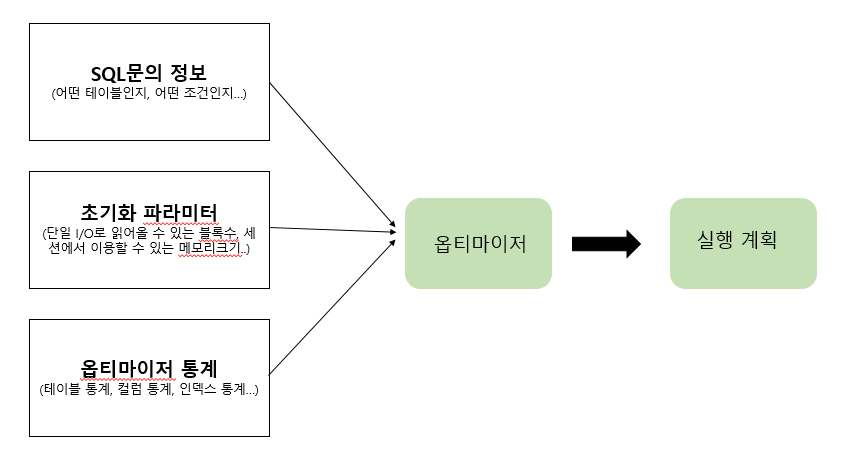 SQL문의 정보
(어떤 테이블인지, 어떤 조건인지...)
초기화 파라미터
(단일 I/O로 읽어올 수 있는 블록수, 세
션에서 이용할 수 있는 메모리크기..)
옵티마이저 통계
(테이블 통계, 컬럼 통계, 인덱스 통계...)
옵티마이저
실행 계획